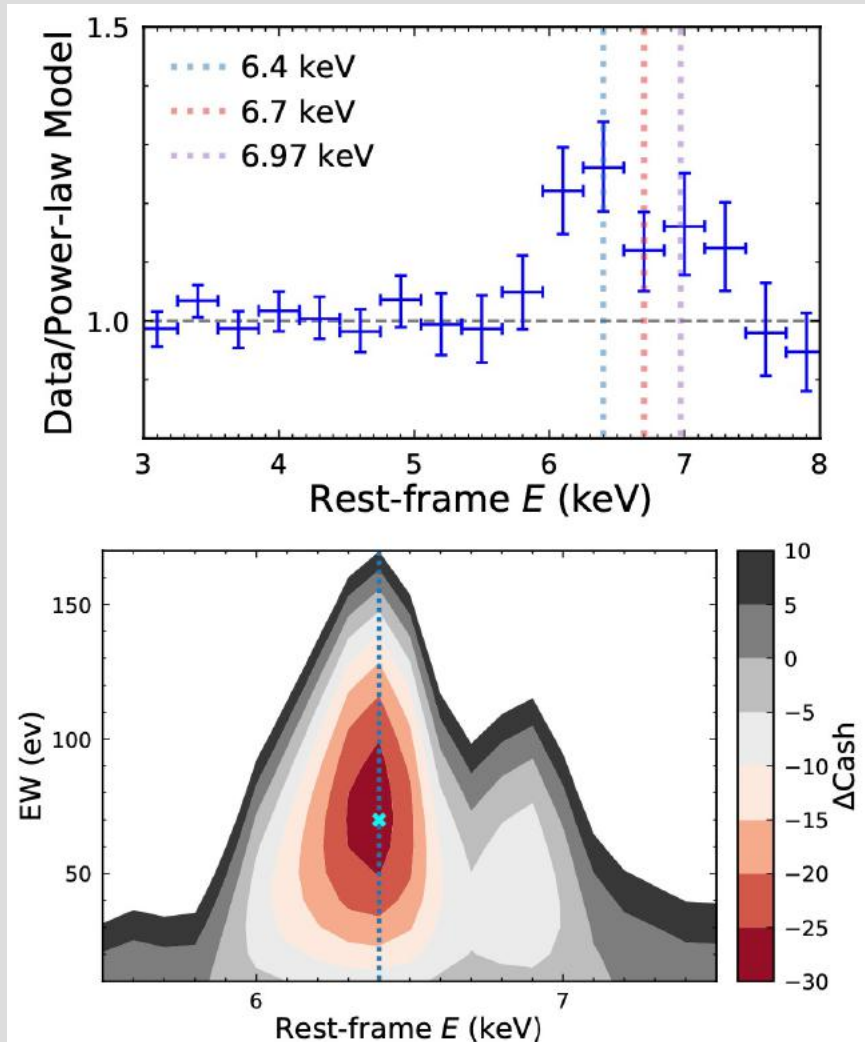 1.5
6.4 keV
6.7 keV
6.97 keV
Data/Power-law Model
1.0
3 4 5 6 7 8
Rest-frame E (keV)
10
150
5
0
100
−5
EW (ev)
−10
ΔCash
−15
50
−20
−25
−30
6 7
Rest-frame E (keV)